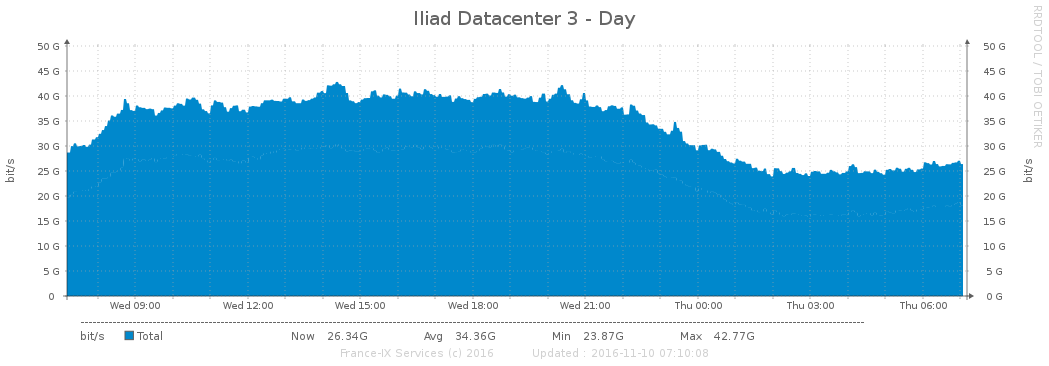 Iliad Datacenter 3 - Day
RRDTOOL / TOBI OETIKER
50 G 50 G
45 G 45 G
40 G 40 G
35 G 35 G
30 G 30 G
25 G 25 G
20 G 20 G
15 G 15 G
10 G 10 G
5 G 5 G
0 0 G
bit/s bit/s
Wed 09:00 Wed 12:00 Wed 15:00 Wed 18:00 Wed 21:00 Thu 00:00 Thu 03:00 Thu 06:00
bit/s Total Now 26.34G Avg 34.36G Min 23.87G Max 42.77G
France-IX Services (c) 2016 Updated : 2016-11-10 07:10:08